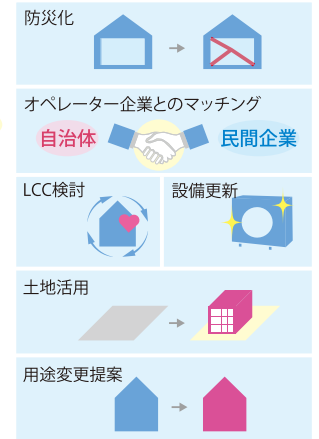 防災化
オペレーター企業とのマッチング
自治体
民間企業
LCC検討
設備更新
土地活用
用途変更提案